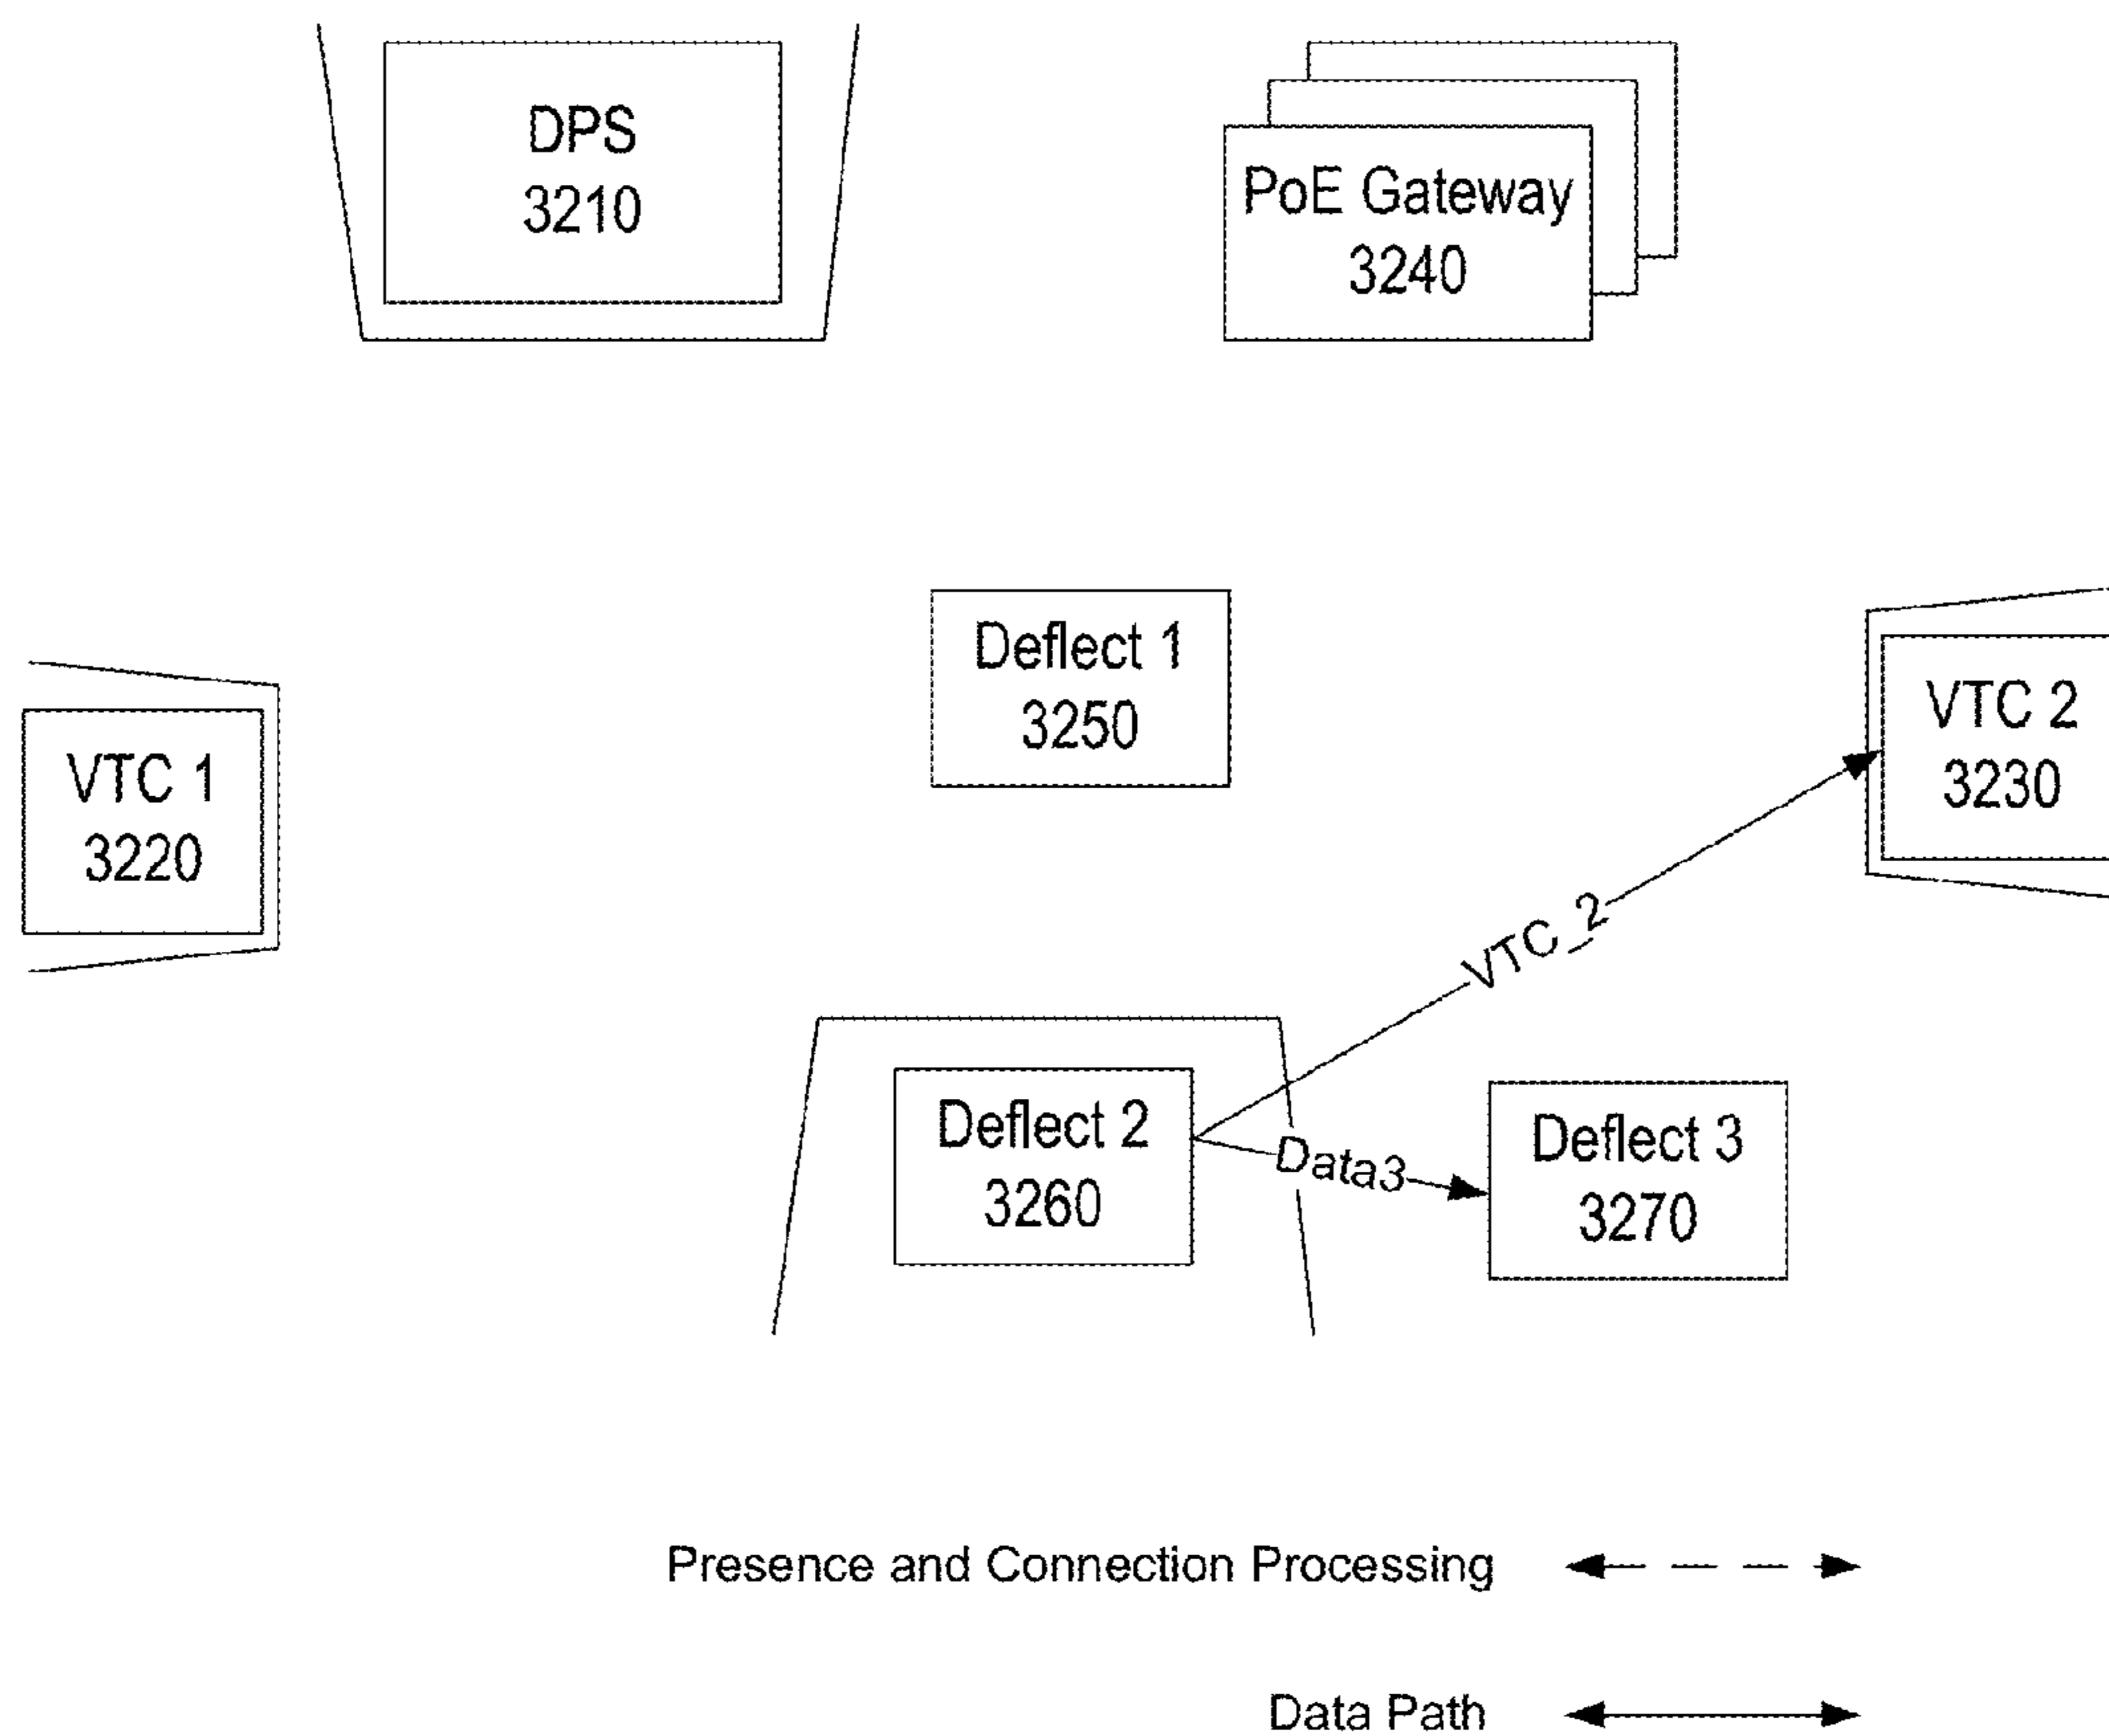 DPS
3210
PoE Gateway
3240
Deflect 1
3250
VTC 1
3220
VTC 2
3230
VTC_2
Deflect 2
3260
Data3
Deflect 3
3270
Presence and Connection Processing
Data Path